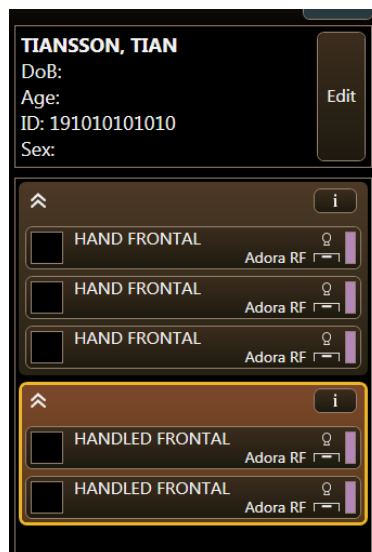 TIANSSON, TIAN
DoB:
Age:
Edit
ID: 191010101010
Sex:
i
HAND FRONTAL
Adora RF
HAND FRONTAL
Adora RF
HAND FRONTAL
Adora RF
i
HANDLED FRONTAL
Adora RF
HANDLED FRONTAL
Adora RF